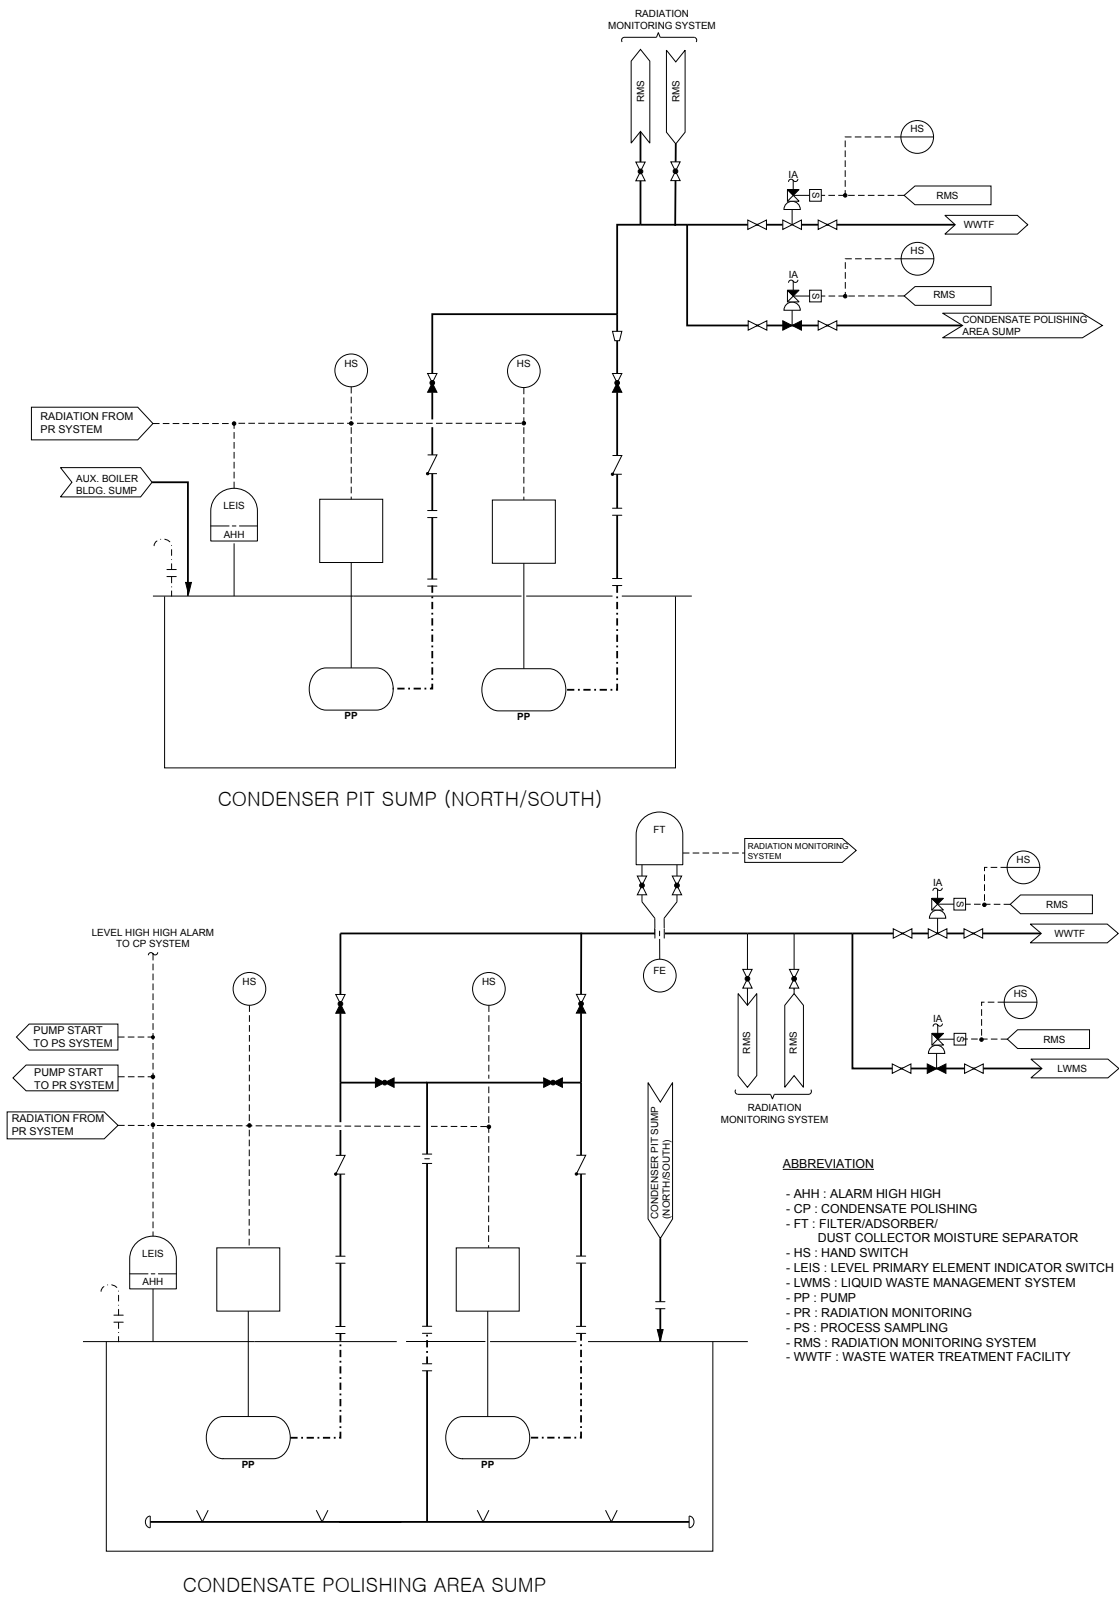 RADIATION
MONITORING SYSTEM
RMS
RMS
HS
IA
S
RMS
WWTF
HS
IA
S
RMS
CONDENSATE POLISHING
AREA SUMP
HS
HS
RADIATION FROM
PR SYSTEM
AUX. BOILER
BLDG. SUMP
LEIS
AHH
PP
PP
CONDENSER PIT SUMP (NORTH/SOUTH)
FT
RADIATION MONITORING
SYSTEM
HS
IA
S
RMS
WWTF
LEVEL HIGH HIGH ALARM
TO CP SYSTEM
HS
HS
FE
HS
IA
S
RMS
LWMS
PUMP START
TO PS SYSTEM
PUMP START
TO PR SYSTEM
RADIATION FROM
PR SYSTEM
RMS
RMS
RADIATION
MONITORING SYSTEM
CONDENSER PIT SUMP
(NORTH/SOUTH)
LEIS
AHH
PP
PP
ABBREVIATION
- AHH : ALARM HIGH HIGH
- CP : CONDENSATE POLISHING
- FT : FILTER/ADSORBER/
DUST COLLECTOR MOISTURE SEPARATOR
- HS : HAND SWITCH
- LEIS : LEVEL PRIMARY ELEMENT INDICATOR SWITCH
- LWMS : LIQUID WASTE MANAGEMENT SYSTEM
- PP : PUMP
- PR : RADIATION MONITORING
- PS : PROCESS SAMPLING
- RMS : RADIATION MONITORING SYSTEM
- WWTF : WASTE WATER TREATMENT FACILITY
CONDENSATE POLISHING AREA SUMP